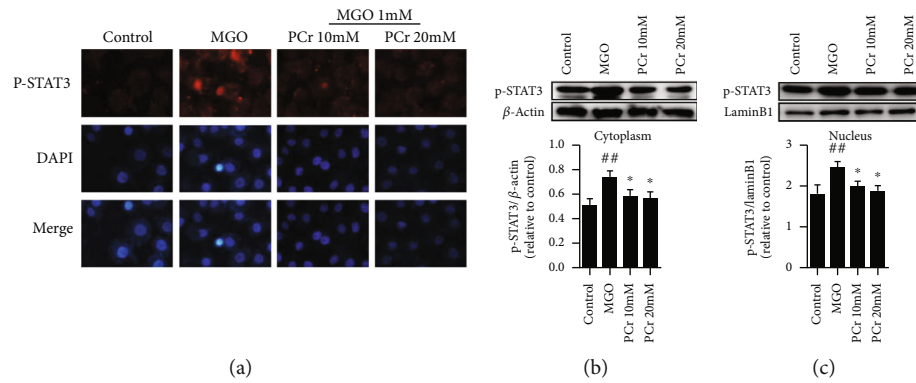 MGO 1mM
Control MGO PCr 10mM PCr 20mM
P-STAT3
DAPI
Merge
(a)
Control MGO PCr 10mM PCr 20mM
p-STAT3
β-Actin
Cytoplasm
##
* *
p-STAT3/β-actin
(relative to control)
1.0
0.8
0.6
0.4
0.2
0.0
Control MGO PCr 10mM PCr 20mM
(b)
Control MGO PCr 10mM PCr 20mM
p-STAT3
LaminB1
Nucleus
##
* *
p-STAT3/laminB1
(relative to control)
3
2
1
0
Control MGO PCr 10mM PCr 20mM
(c)